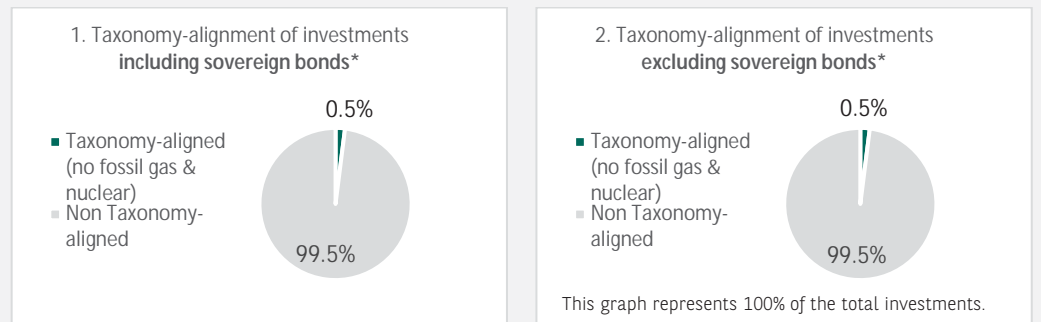 1. Taxonomy-alignment of investments
including sovereign bonds*
0.5%
Taxonomy-aligned
(no fossil gas &
nuclear)
Non Taxonomy-
aligned
99.5%
2. Taxonomy-alignment of investments
excluding sovereign bonds*
0.5%
Taxonomy-aligned
(no fossil gas &
nuclear)
Non Taxonomy-
aligned
99.5%
This graph represents 100% of the total investments.